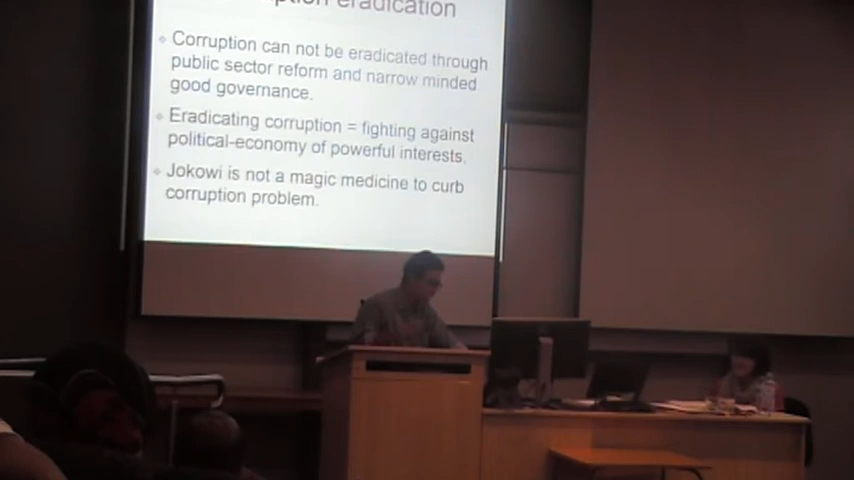 eradication
Corruption can not be eradicated through
public sector reform and narrow minded
good governance.
Eradicating corruption = fighting against
political-economy of powerful interests.
Jokowi is not a magic medicine to curb
corruption problem.